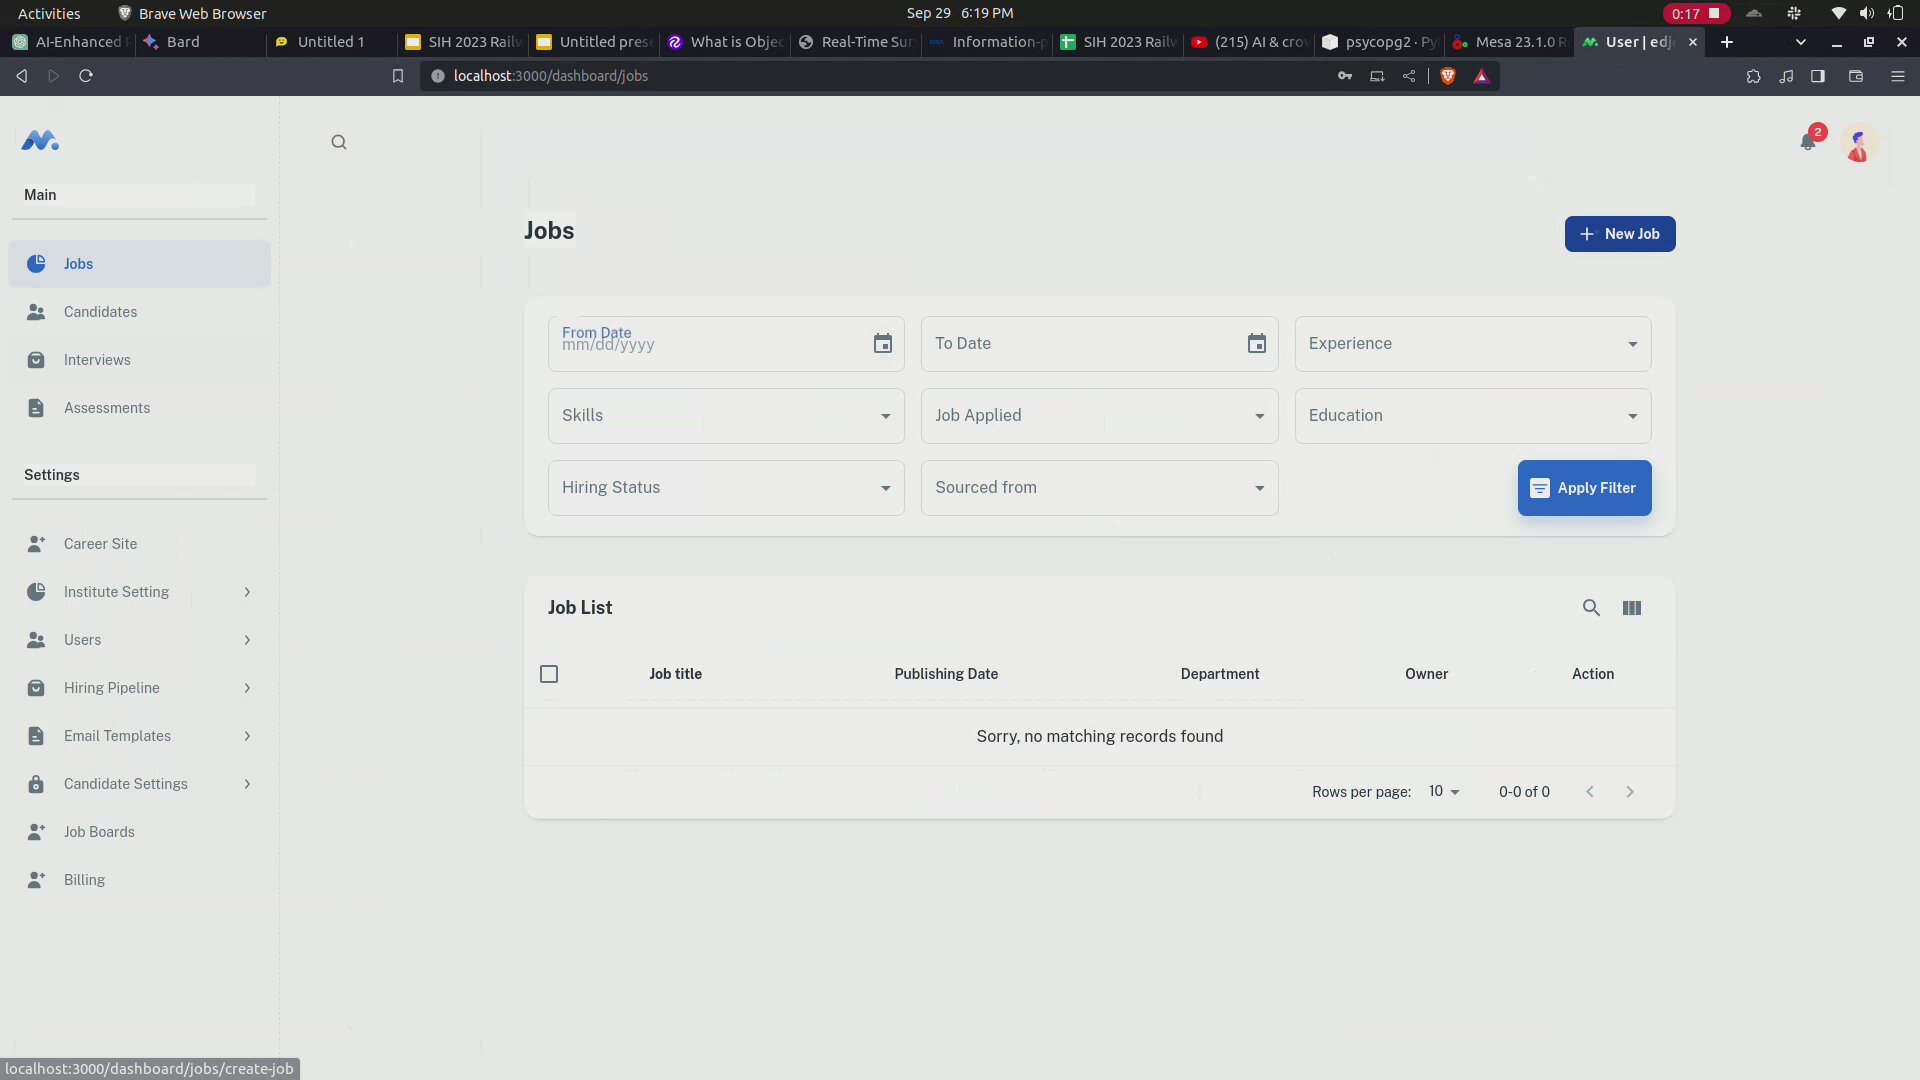 Activities
Brave Web Browser
Sep 29 6:19 PM
0:17
AI-Enhanced
Bard
Untitled 1
SIH 2023 Railw
Untitled prese
What is Objec
Real-Time Sur
Information-p
SIH 2023 Railw
(215) AI & crow
psycopg2 · Py
Mesa 23.1.0 R
User | edjo
localhost:3000/dashboard/jobs
2
Main
Jobs
Candidates
Interviews
Assessments
Settings
Career Site
Institute Setting
Users
Hiring Pipeline
Email Templates
Candidate Settings
Job Boards
Billing
Jobs
New Job
From Date
mm/dd/yyyy
To Date
Experience
Skills
Job Applied
Education
Hiring Status
Sourced from
Apply Filter
Job List
Job title Publishing Date Department Owner Action
Sorry, no matching records found
Rows per page: 10 0-0 of 0
localhost:3000/dashboard/jobs/create-job